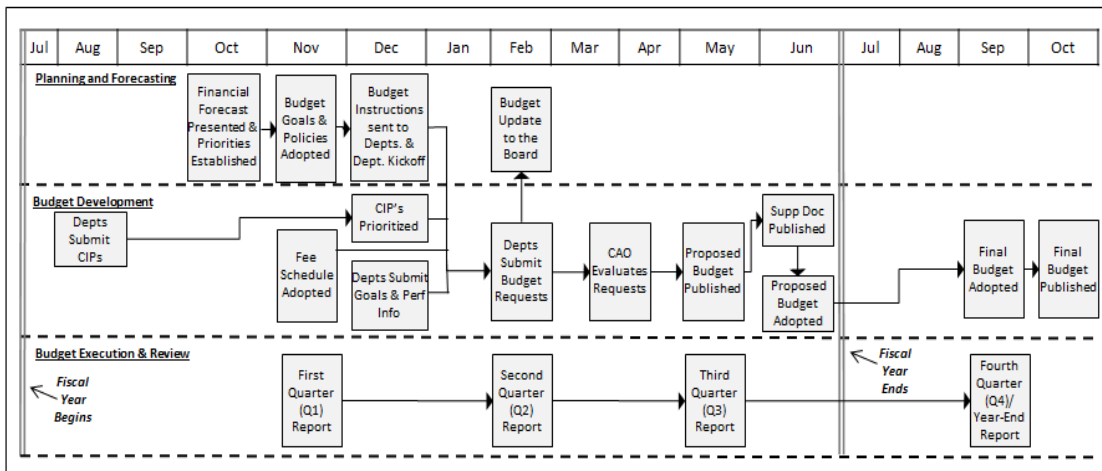 Jul Aug Sep Oct Nov Dec Jan Feb Mar Apr May Jun Jul Aug Sep Oct
Planning and Forecasting
Financial
Forecast
Presented &
Priorities
Established
Budget
Goals &
Policies
Adopted
Budget
Instructions
sent to
Depts. &
Dept. Kickoff
Budget
Update
to the
Board
Budget Development
Depts
Submit
CIPs
CIP's
Prioritized
Fee
Schedule
Adopted
Depts Submit
Goals & Perf
Info
Depts
Submit
Budget
Requests
CAO
Evaluates
Requests
Proposed
Budget
Published
Supp Doc
Published
Proposed
Budget
Adopted
Final
Budget
Adopted
Final
Budget
Published
Budget Execution & Review
Fiscal
Year
Begins
First
Quarter
(Q1)
Report
Second
Quarter
(Q2)
Report
Third
Quarter
(Q3)
Report
Fiscal
Year
Ends
Fourth
Quarter
(Q4)/
Year-End
Report